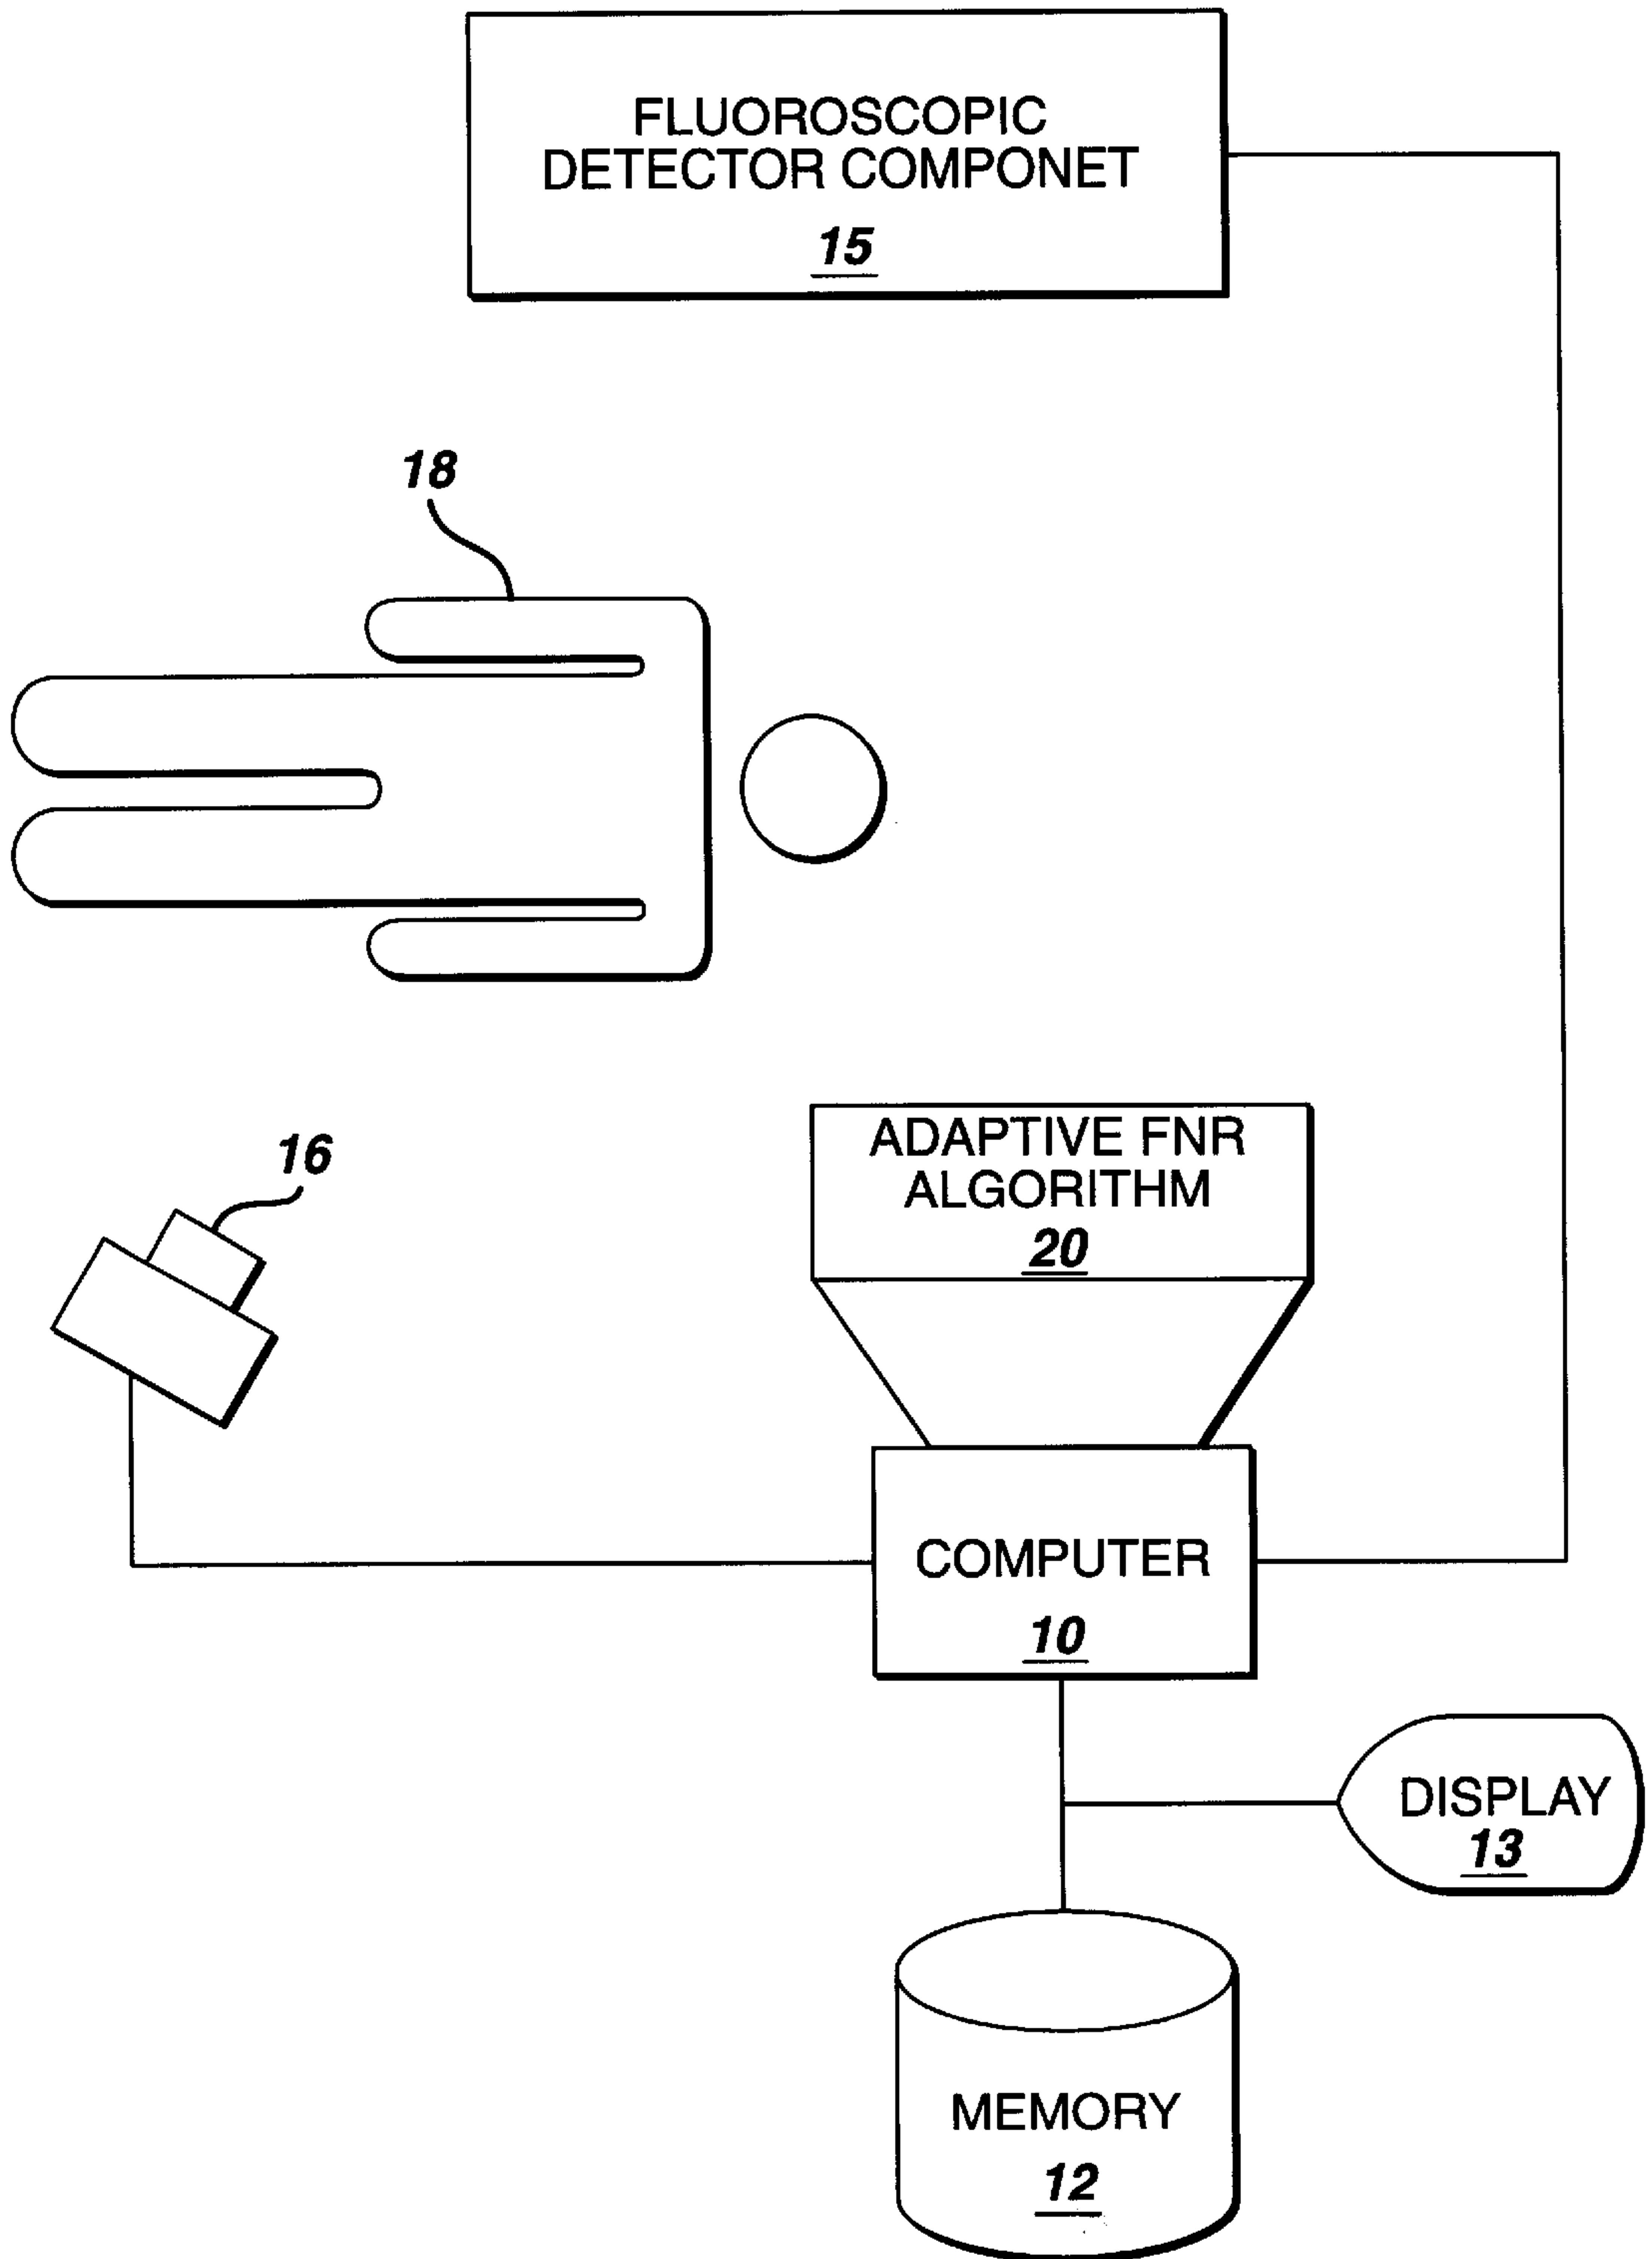 FLUOROSCOPIC
DETECTOR COMPONET
15
18
16
ADAPTIVE FNR
ALGORITHM
20
COMPUTER
10
DISPLAY
13
MEMORY
12